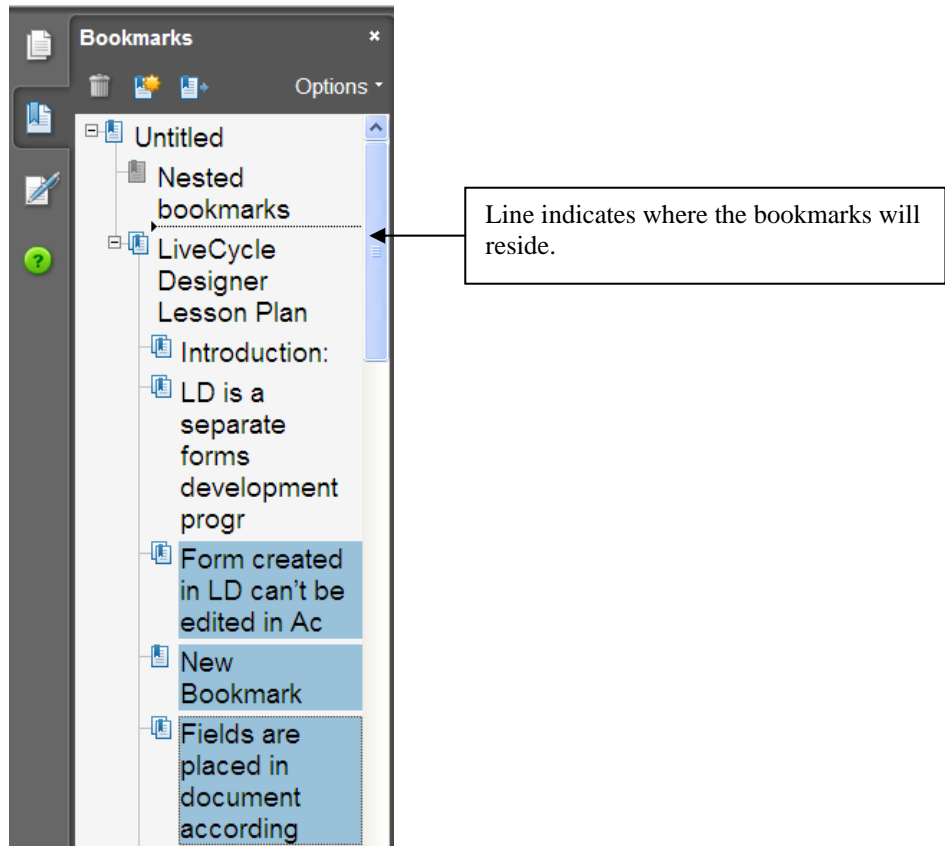 Bookmarks
Options
Untitled
Nested
bookmarks
LiveCycle
Designer
Lesson Plan
Introduction:
LD is a
separate
forms
development
progr
Form created
in LD can't be
edited in Ac
New
Bookmark
Fields are
placed in
document
according
Line indicates where the bookmarks will
reside.